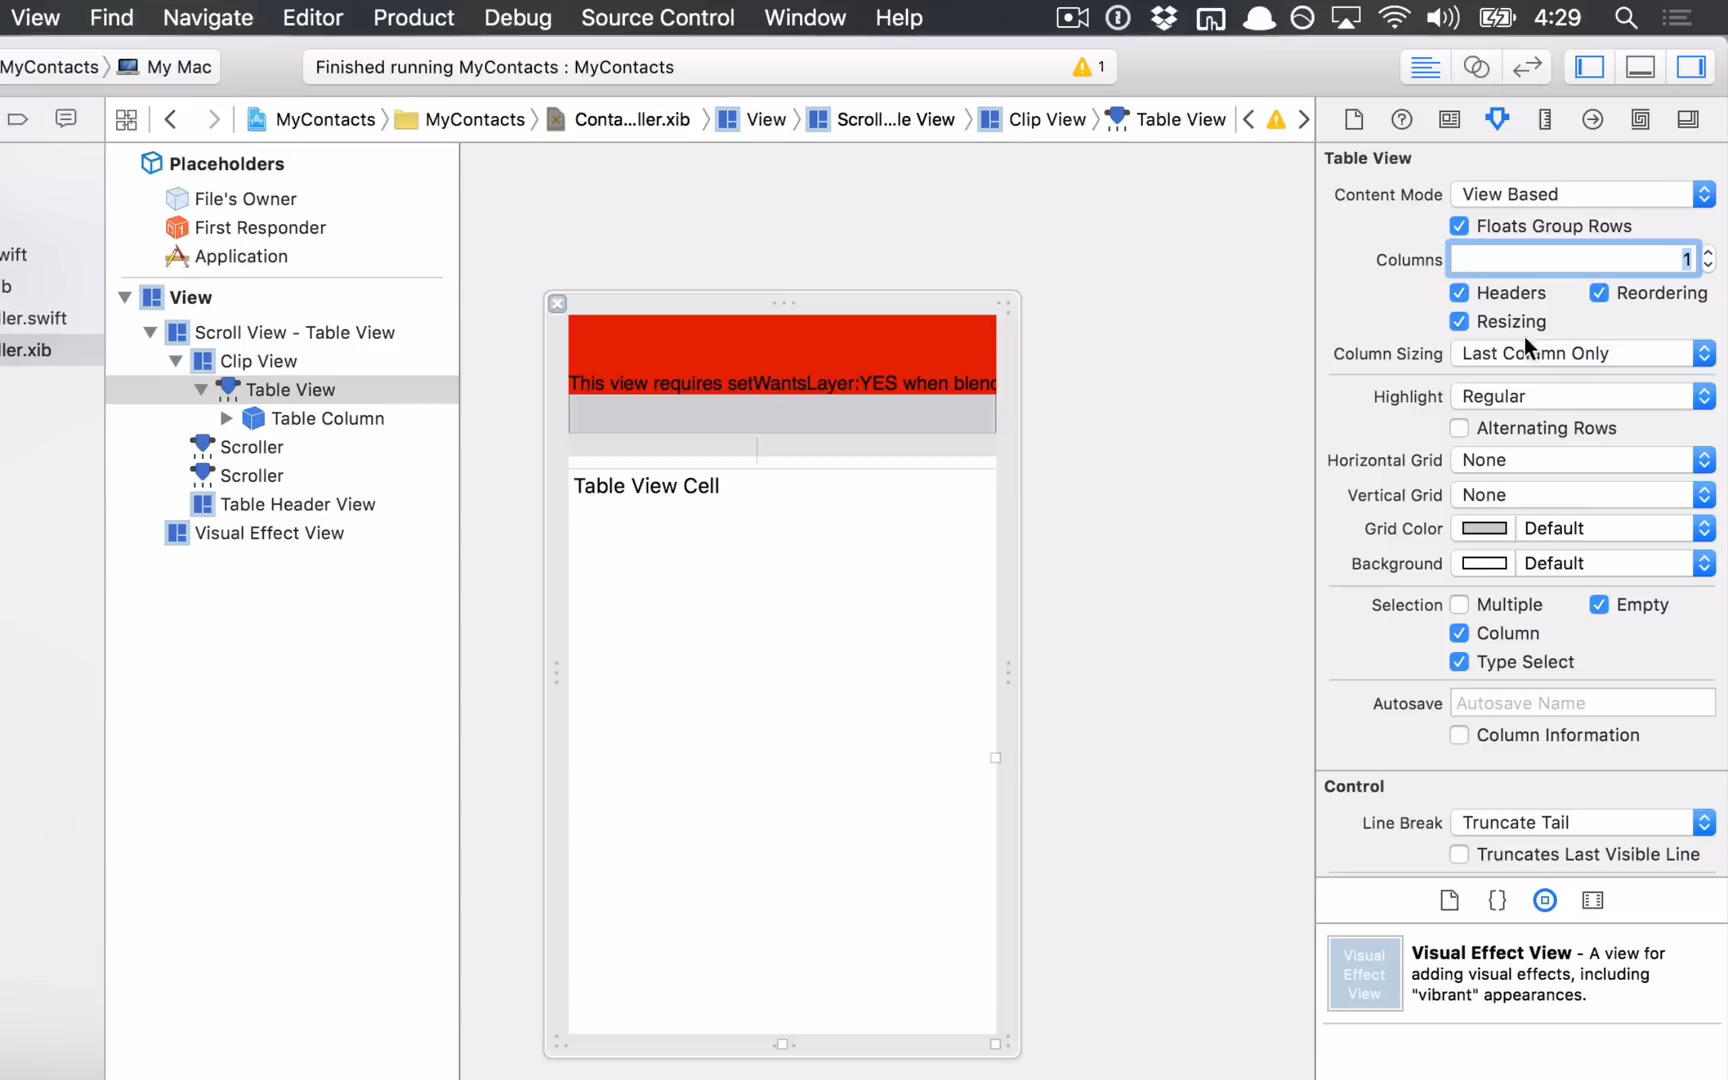 View Find Navigate Editor Product Debug Source Control Window Help 4:29
MyContacts My Mac Finished running MyContacts : MyContacts 1
MyContacts MyContacts Conta...ller.xib View Scroll...le View Clip View Table View
wift
b
ller.swift
ller.xib
Placeholders
File's Owner
First Responder
Application
View
Scroll View - Table View
Clip View
Table View
Table Column
Scroller
Scroller
Table Header View
Visual Effect View
This view requires setWantsLayer:YES when blenc
Table View Cell
Table View
Content Mode View Based
Floats Group Rows
Columns 1
Headers Reordering
Resizing
Column Sizing Last Column Only
Highlight Regular
Alternating Rows
Horizontal Grid None
Vertical Grid None
Grid Color Default
Background Default
Selection Multiple Empty
Column
Type Select
Autosave Autosave Name
Column Information
Control
Line Break Truncate Tail
Truncates Last Visible Line
Visual
Effect
View
Visual Effect View - A view for
adding visual effects, including
"vibrant" appearances.